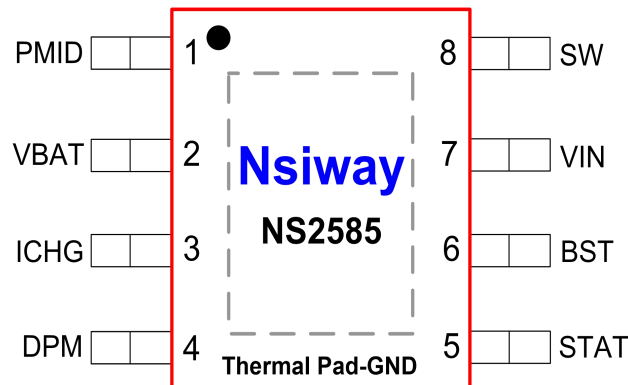 PMID 1 8 SW
VBAT 2 7 VIN
Nsiway
NS2585
ICHG 3 6 BST
DPM 4 5 STAT
Thermal Pad-GND